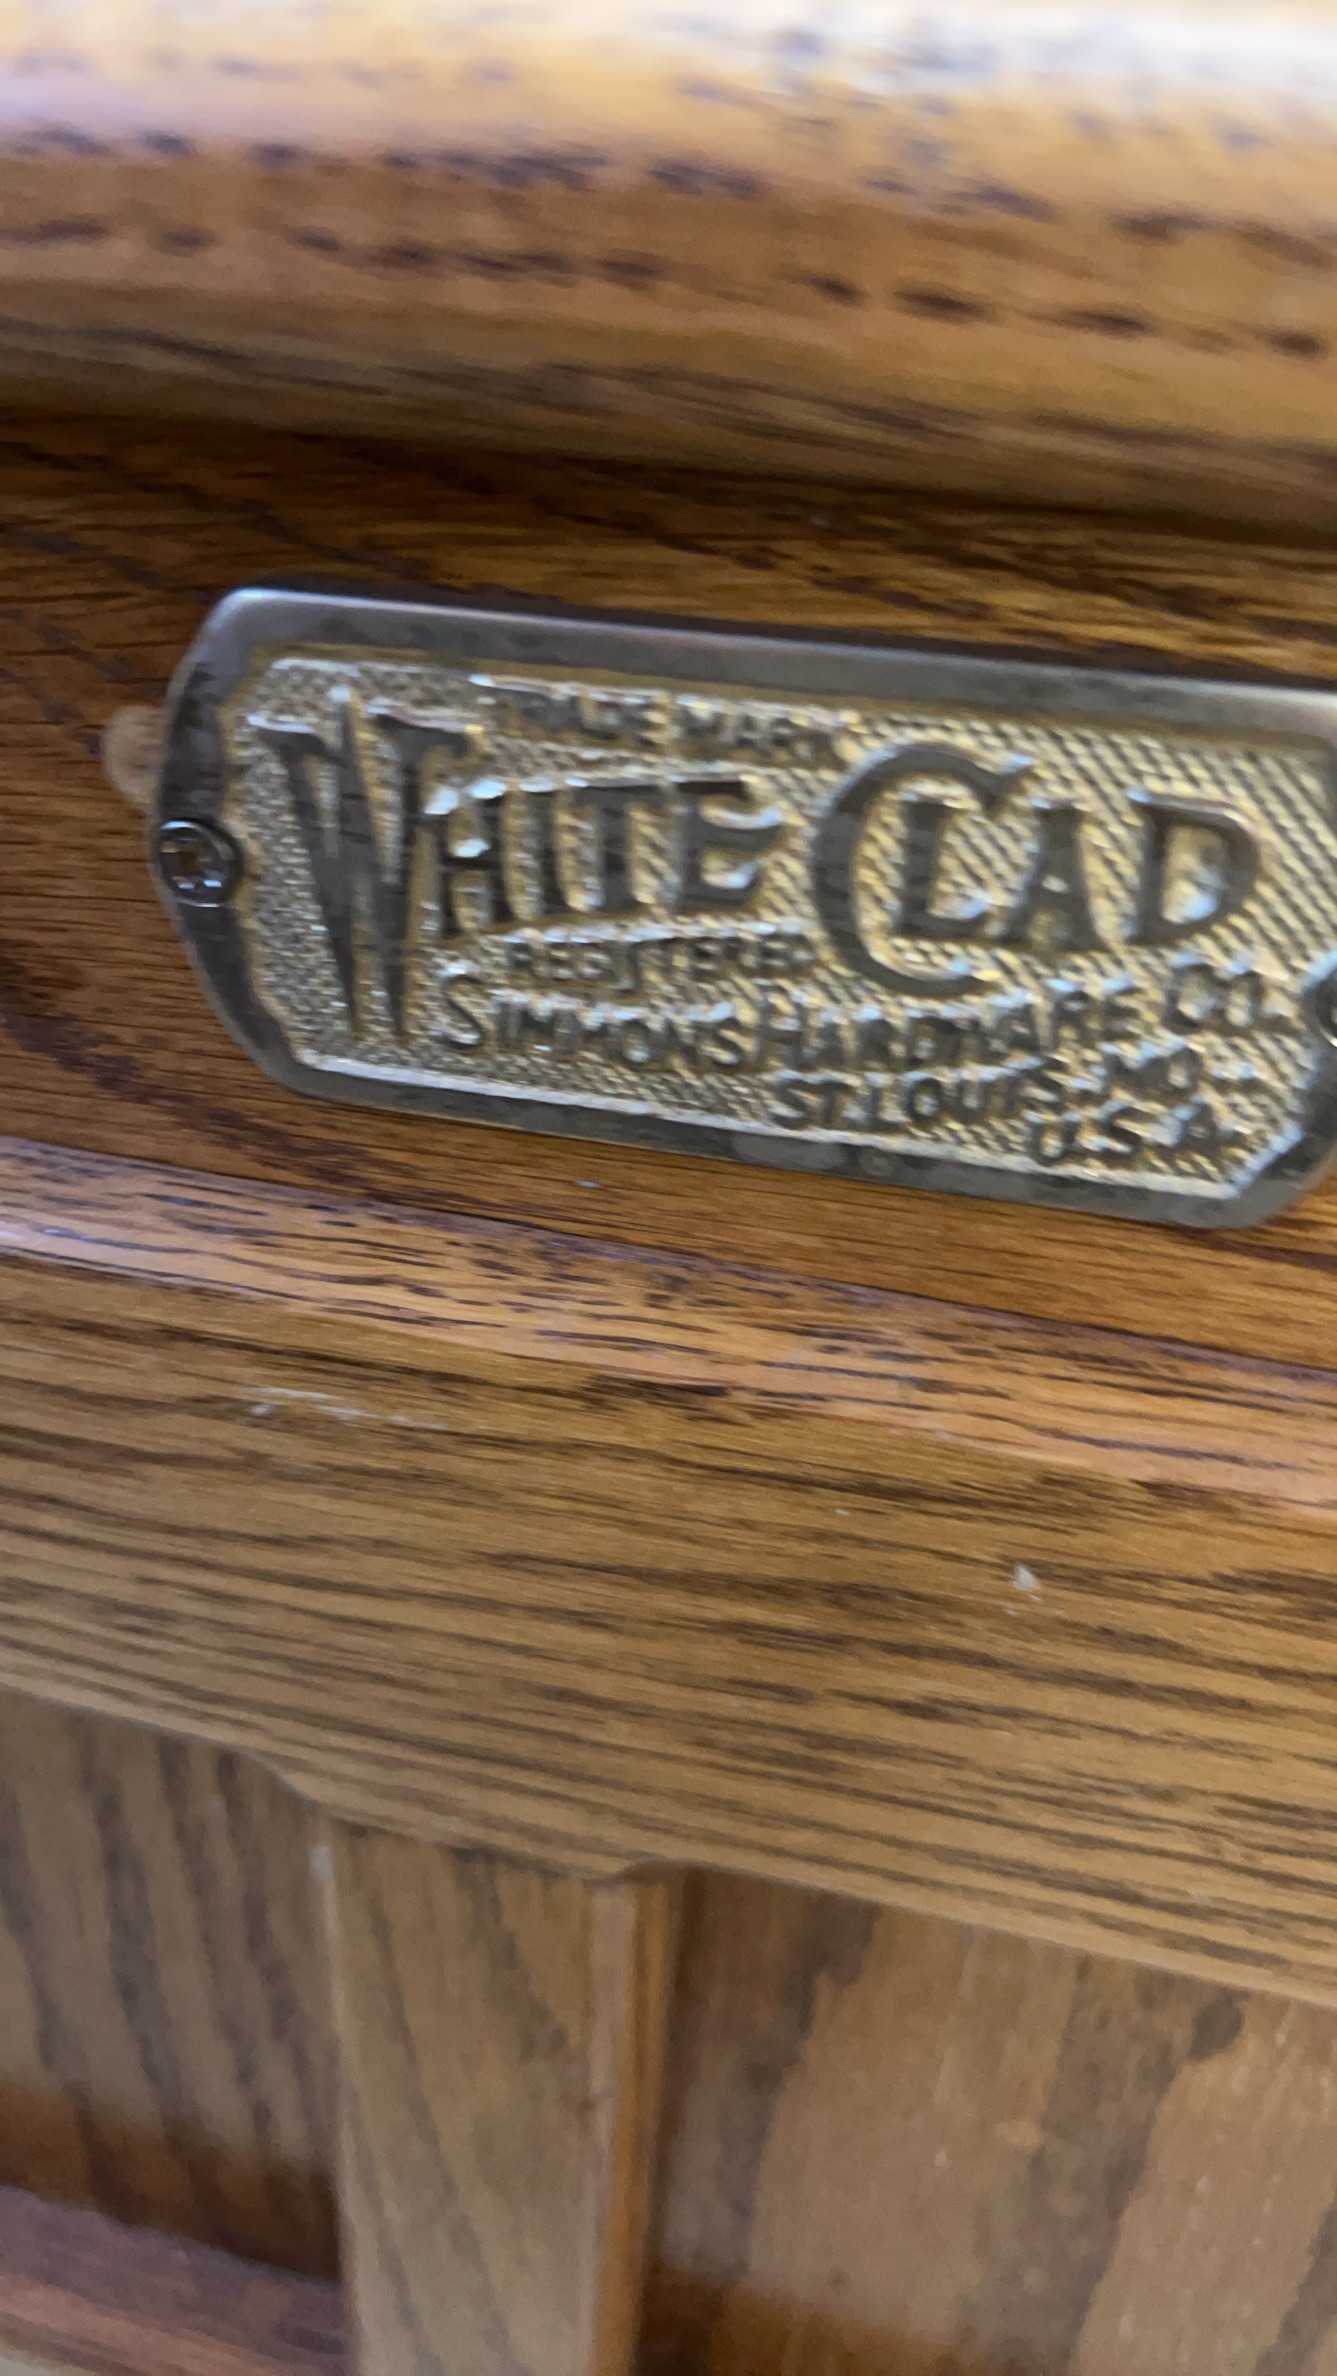 TRADE MARK
WHITE CLAD
REGISTERED
SIMMONS HARDWARE CO.
ST. LOUIS, MO.
U.S.A.